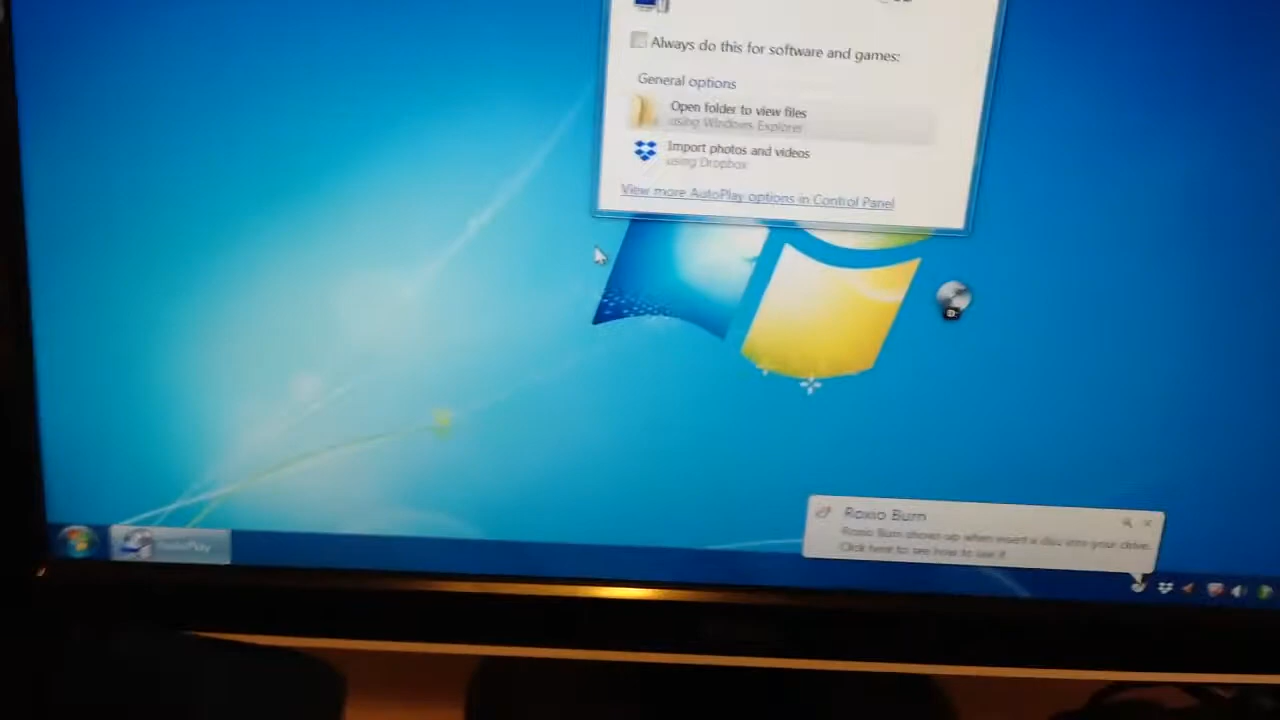 Always do this for software and games:
General options
Open folder to view files
using Windows Explorer
Import photos and videos
using Dropbox
View more AutoPlay options in Control Panel
Roxio Burn
Roxio Burn shows up when insert a disc into your drive.
Click here to see how to use it
AutoPlay